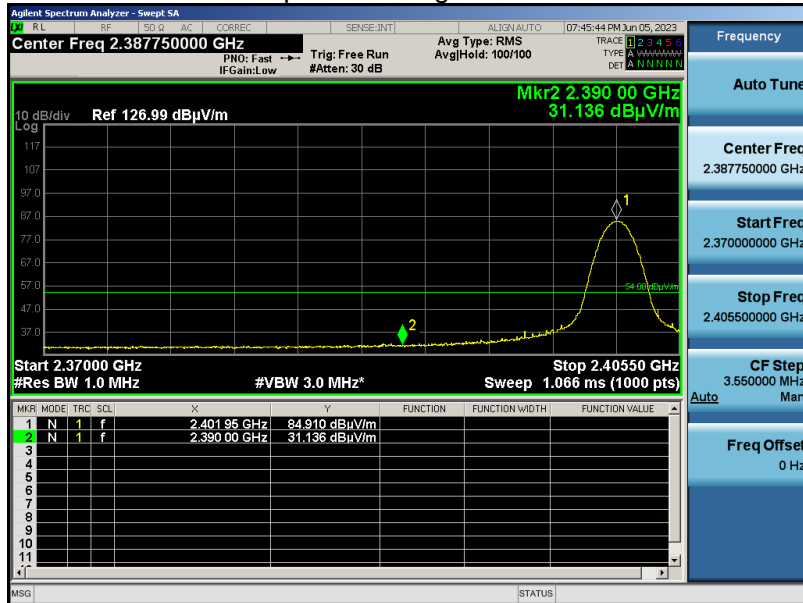 Agilent Spectrum Analyzer - Swept SA
LXI RL RF 50 Ω AC CORREC SENSE:INT ALIGN AUTO 07:45:44 PM Jun 05, 2023
Center Freq 2.387750000 GHz
PNO: Fast
IFGain:Low
Trig: Free Run
#Atten: 30 dB
Avg Type: RMS
Avg|Hold: 100/100
TRACE 1 2 3 4 5 6
TYPE A
DET A N N N N N
Mkr2 2.390 00 GHz
31.136 dBµV/m
10 dB/div Ref 126.99 dBµV/m
Log
117
107
97.0
87.0
77.0
67.0
57.0
47.0
37.0
1
54.00 dBµV/m
2
Start 2.37000 GHz Stop 2.40550 GHz
#Res BW 1.0 MHz #VBW 3.0 MHz* Sweep 1.066 ms (1000 pts)
MKR MODE TRC SCL X Y FUNCTION FUNCTION WIDTH FUNCTION VALUE
1 N 1 f 2.401 95 GHz 84.910 dBµV/m
2 N 1 f 2.390 00 GHz 31.136 dBµV/m
3
4
5
6
7
8
9
10
11
MSG STATUS
Frequency
Auto Tune
Center Freq
2.387750000 GHz
Start Freq
2.370000000 GHz
Stop Freq
2.405500000 GHz
CF Step
3.550000 MHz
Auto Man
Freq Offset
0 Hz